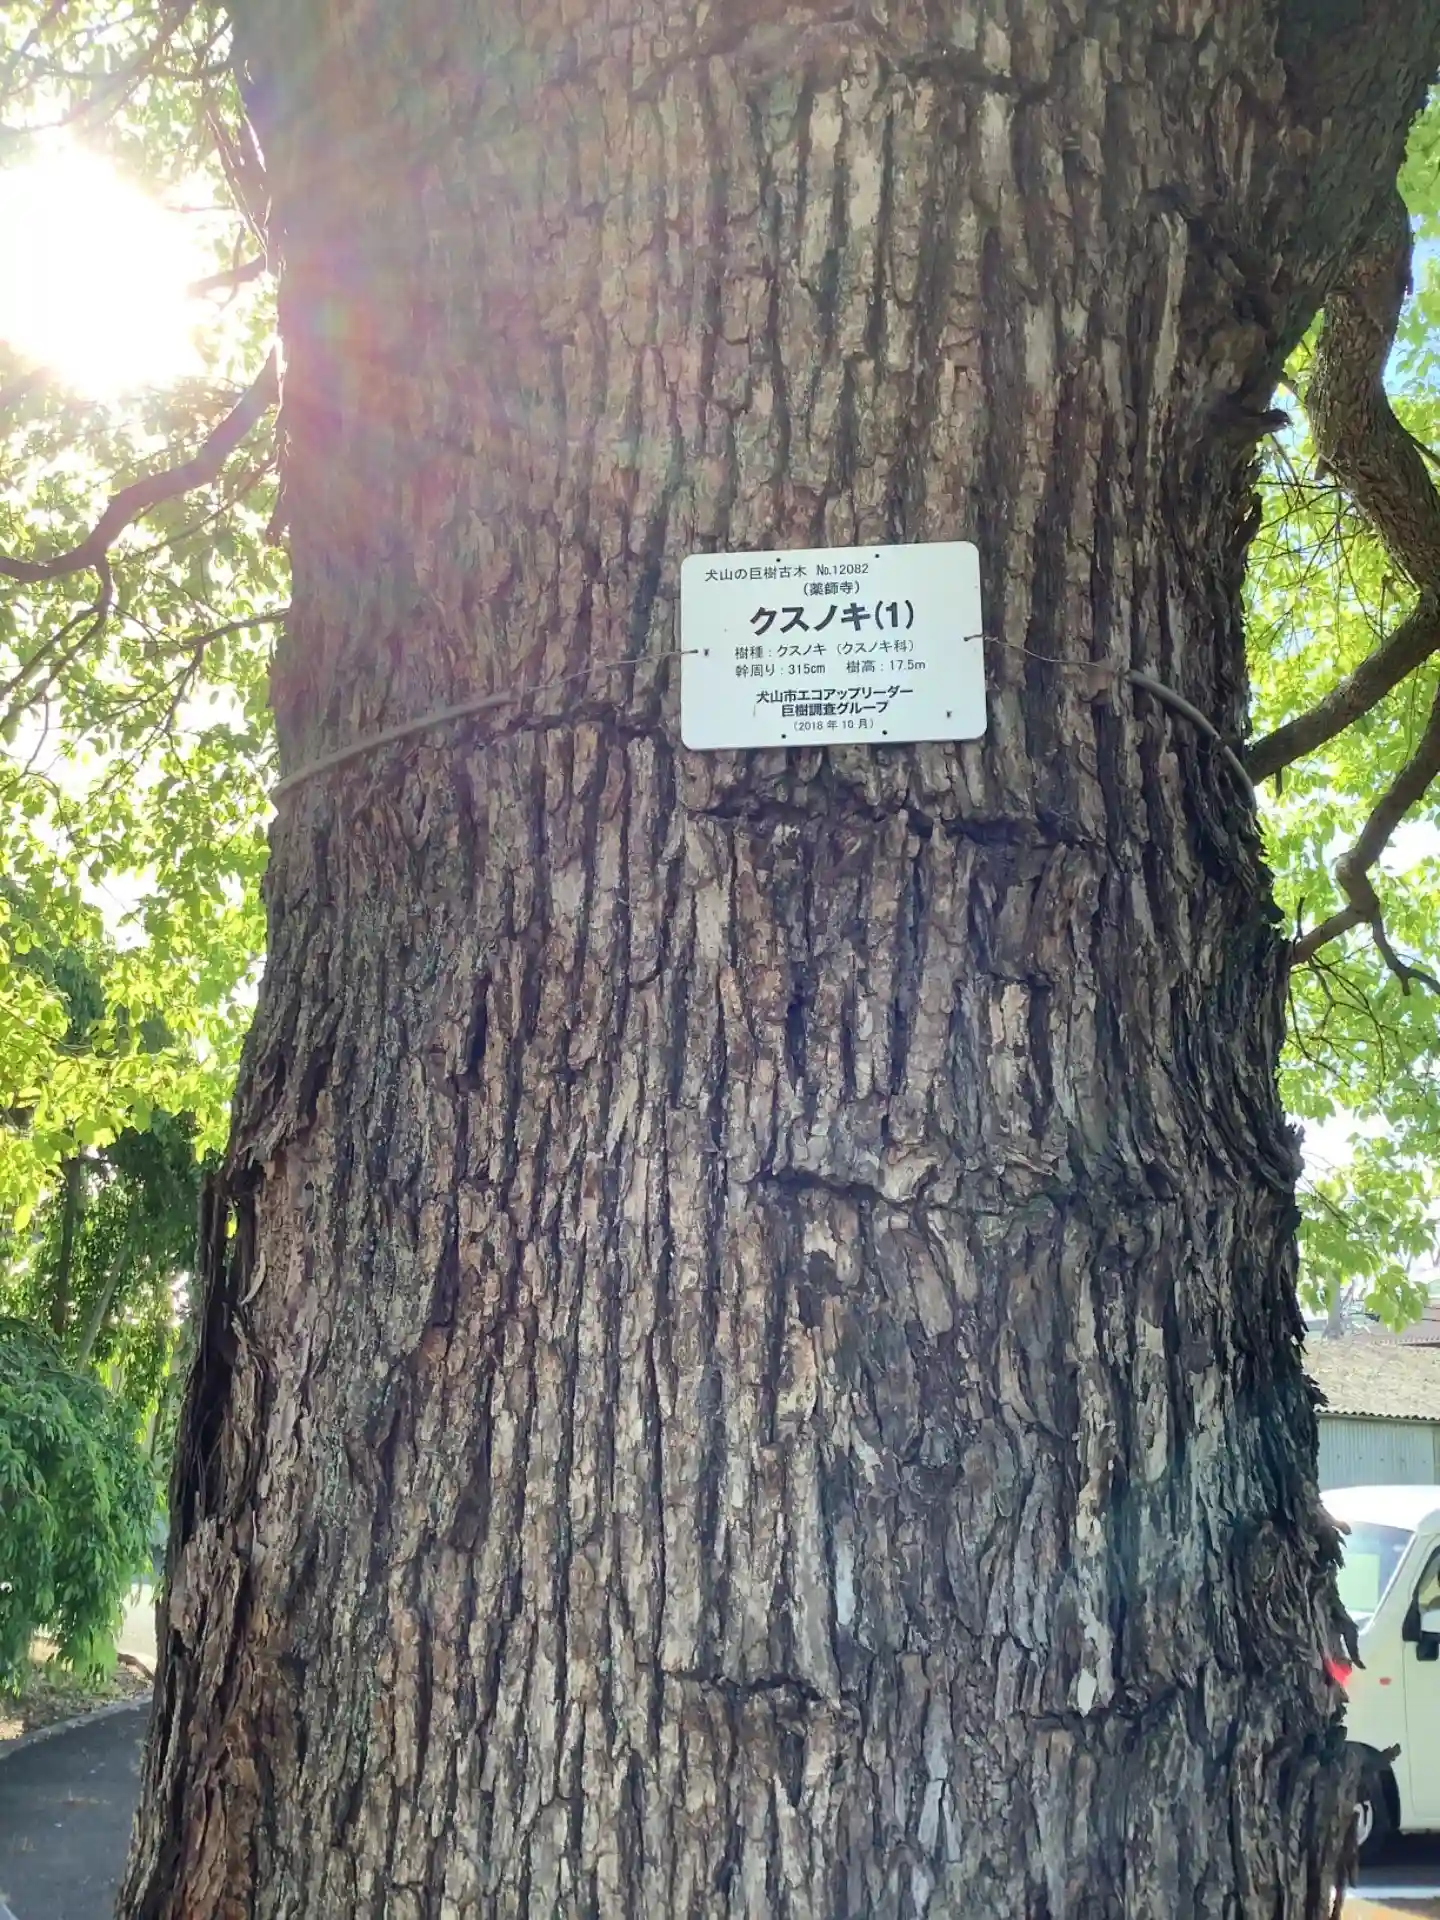 犬山の巨樹古木 No.12082
(薬師寺)
クスノキ(1)
樹種：クスノキ（クスノキ科）
幹周り：315cm 樹高：17.5m
犬山市エコアップリーダー
巨樹調査グループ
(2018年10月)